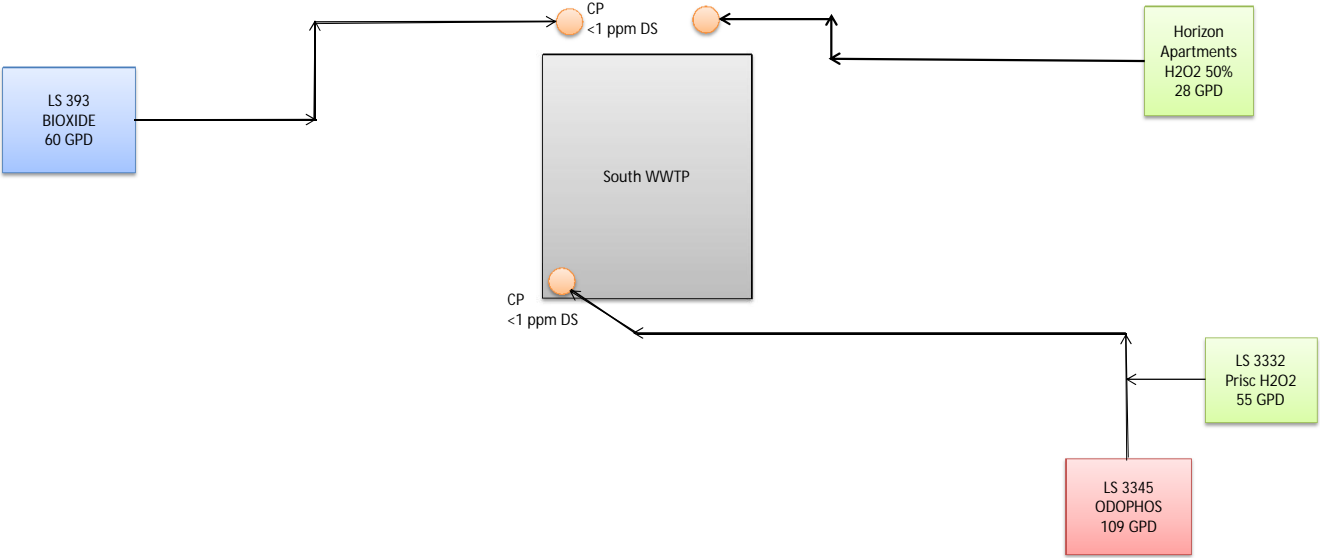 CP
<1 ppm DS
Horizon
Apartments
H2O2 50%
28 GPD
LS 393
BIOXIDE
60 GPD
South WWTP
CP
<1 ppm DS
LS 3332
Prisc H2O2
55 GPD
LS 3345
ODOPHOS
109 GPD